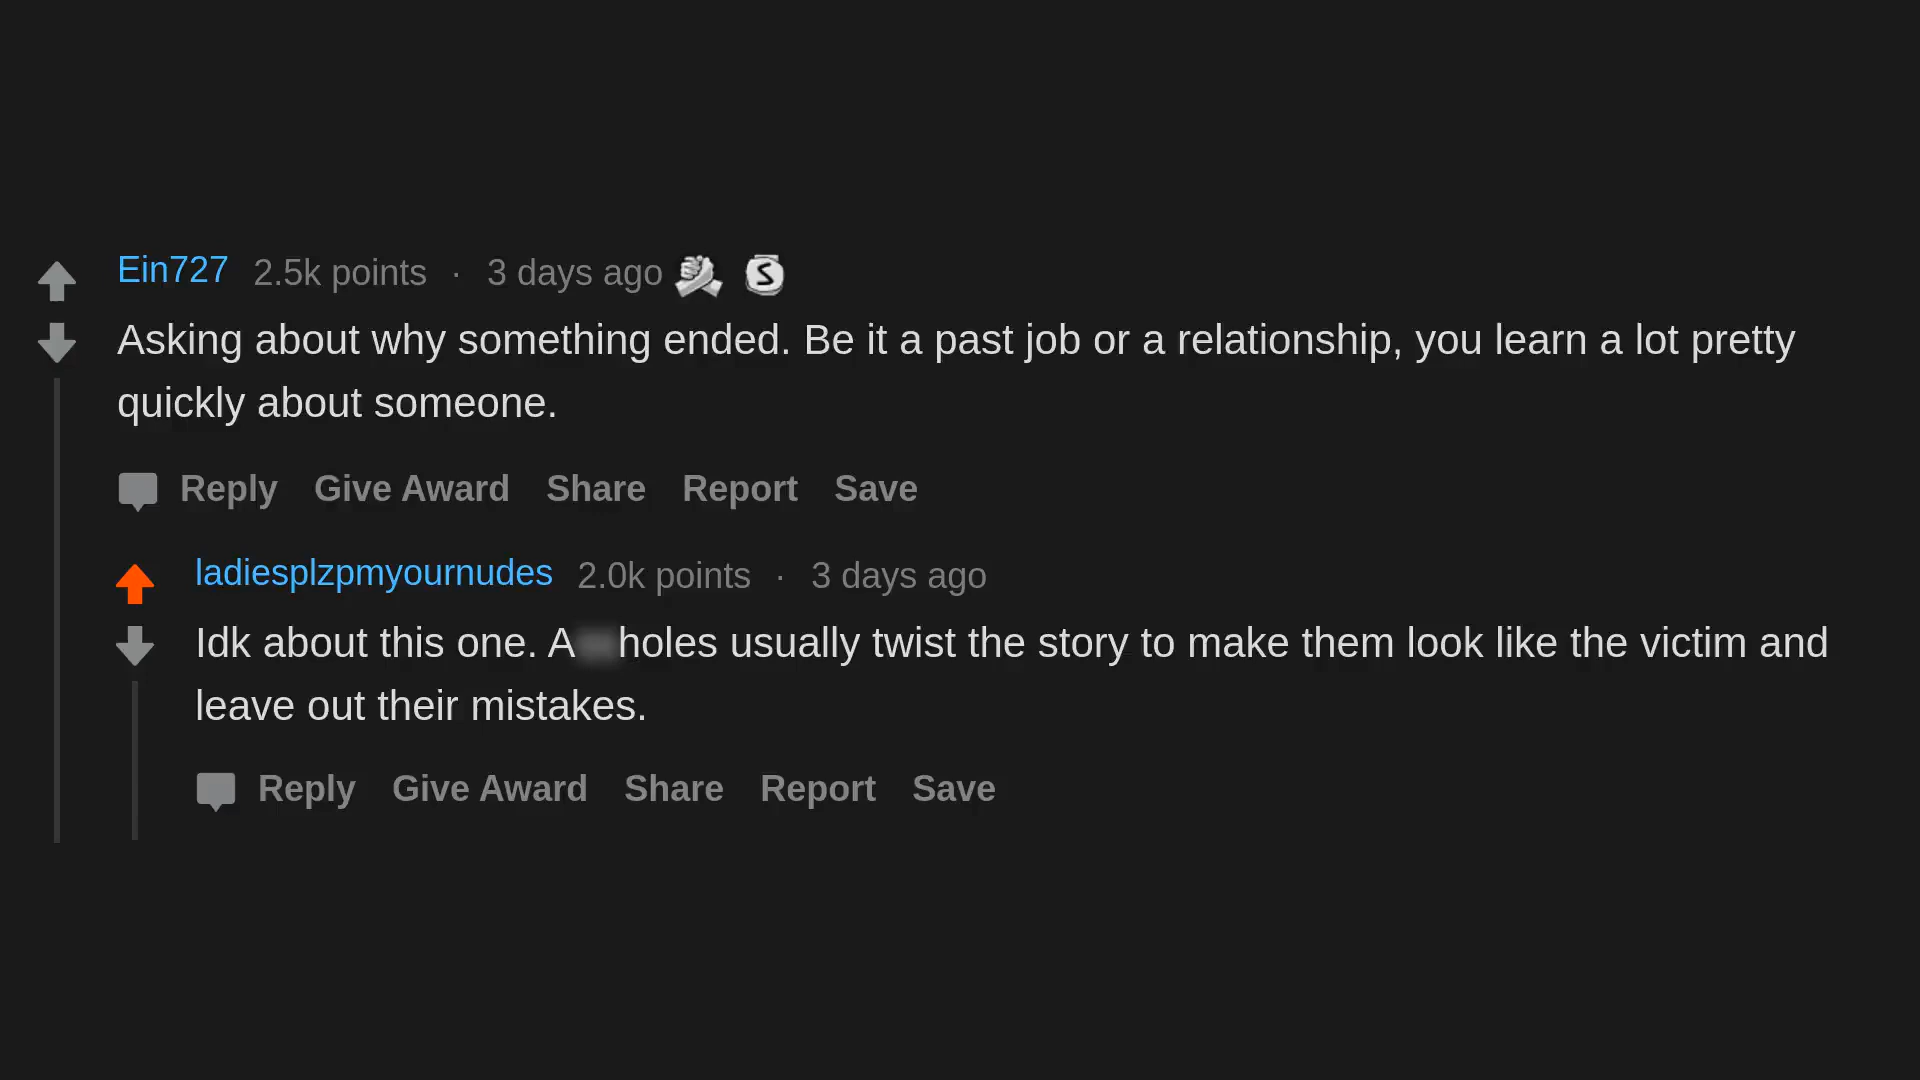 Ein727 2.5k points · 3 days ago
Asking about why something ended. Be it a past job or a relationship, you learn a lot pretty
quickly about someone.
Reply Give Award Share Report Save
ladiesplzpmyournudes 2.0k points · 3 days ago
Idk about this one. A holes usually twist the story to make them look like the victim and
leave out their mistakes.
Reply Give Award Share Report Save